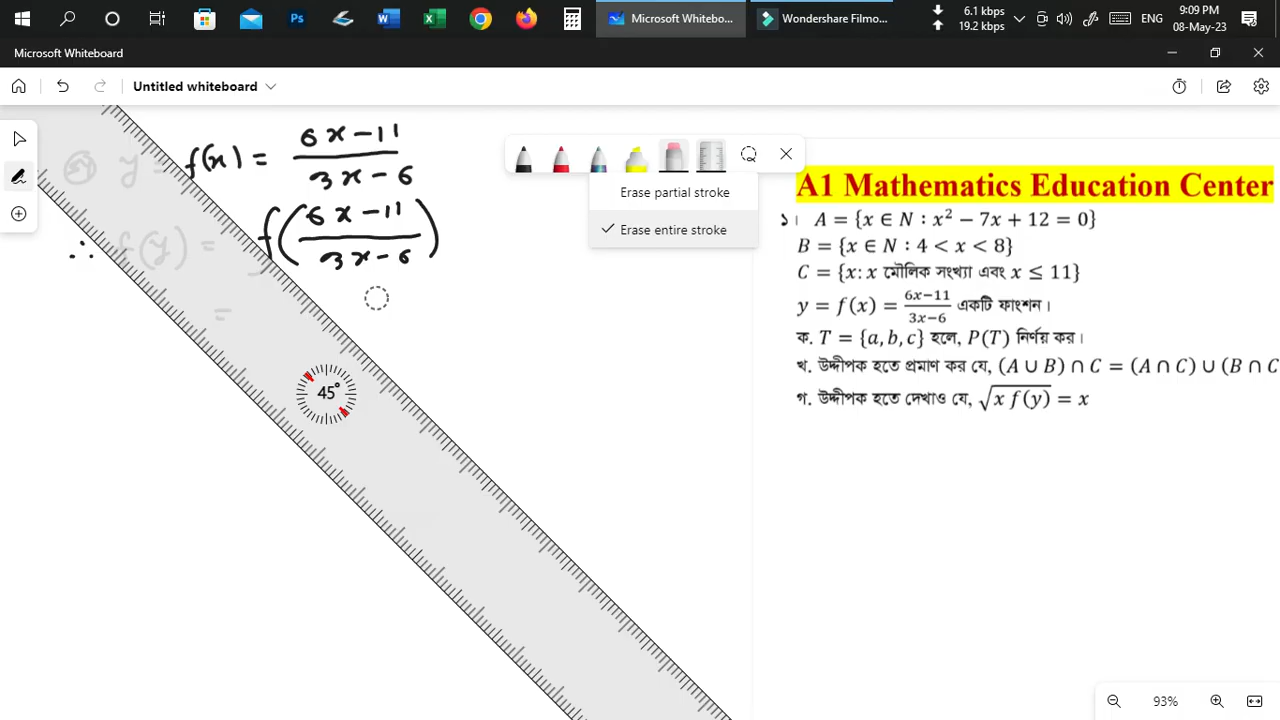 6.1 kbps
19.2 kbps
Microsoft Whitebo...
Wondershare Filmo...
ENG
9:09 PM
08-May-23
Microsoft Whiteboard
Untitled whiteboard
y = f(x) = (6x-11)/(3x-6)
∴ f(y) = f((6x-11)/(3x-6))
=
45°
Erase partial stroke
Erase entire stroke
A1 Mathematics Education Center
১। A = {x ∈ N : x² − 7x + 12 = 0}
B = {x ∈ N : 4 < x < 8}
C = {x: x মৌলিক সংখ্যা এবং x ≤ 11}
y = f(x) = (6x−11)/(3x−6) একটি ফাংশন।
ক. T = {a, b, c} হলে, P(T) নির্ণয় কর।
খ. উদ্দীপক হতে প্রমাণ কর যে, (A ∪ B) ∩ C = (A ∩ C) ∪ (B ∩ C
গ. উদ্দীপক হতে দেখাও যে, √(x f(y)) = x
93%